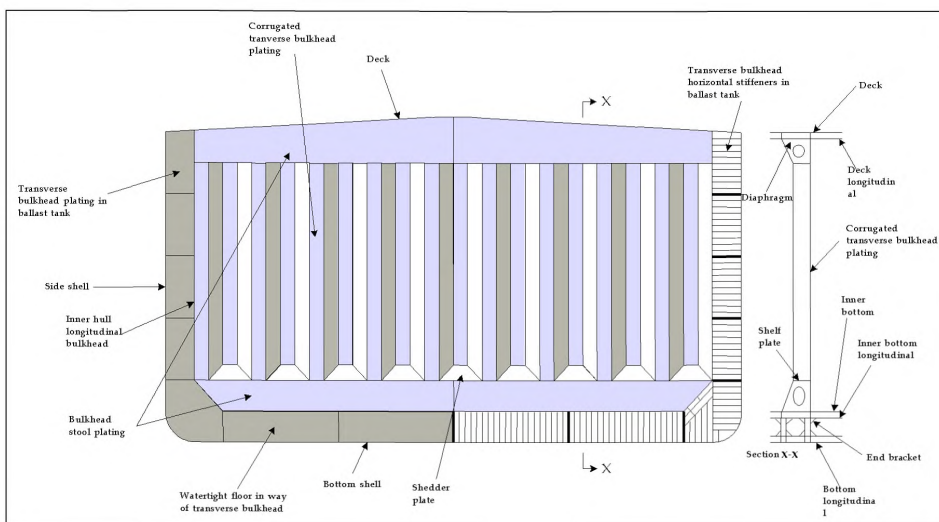 Corrugated
tranverse bulkhead
plating
Deck
X
Transverse bulkhead
horizontal stiffeners in
ballast tank
Deck
Transverse
bulkhead plating in
ballast tank
Diaphragm
Deck
longitudin
al
Corrugated
transverse bulkhead
plating
Side shell
Inner hull
longitudinal
bulkhead
Inner
bottom
Shelf
plate
Inner bottom
longitudinal
Bulkhead
stool plating
Section X-X
End bracket
Watertight floor in way
of transverse bulkhead
Bottom shell
Shedder
plate
X
Bottom
longitudina
l